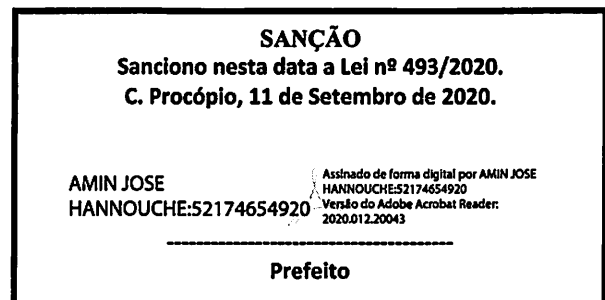 SANÇÃO
Sanciono nesta data a Lei nº 493/2020.
C. Procópio, 11 de Setembro de 2020.
AMIN JOSE
HANNOUCHE:52174654920
Assinado de forma digital por AMIN JOSE
HANNOUCHE:52174654920
Versão do Adobe Acrobat Reader:
2020.012.20043
Prefeito